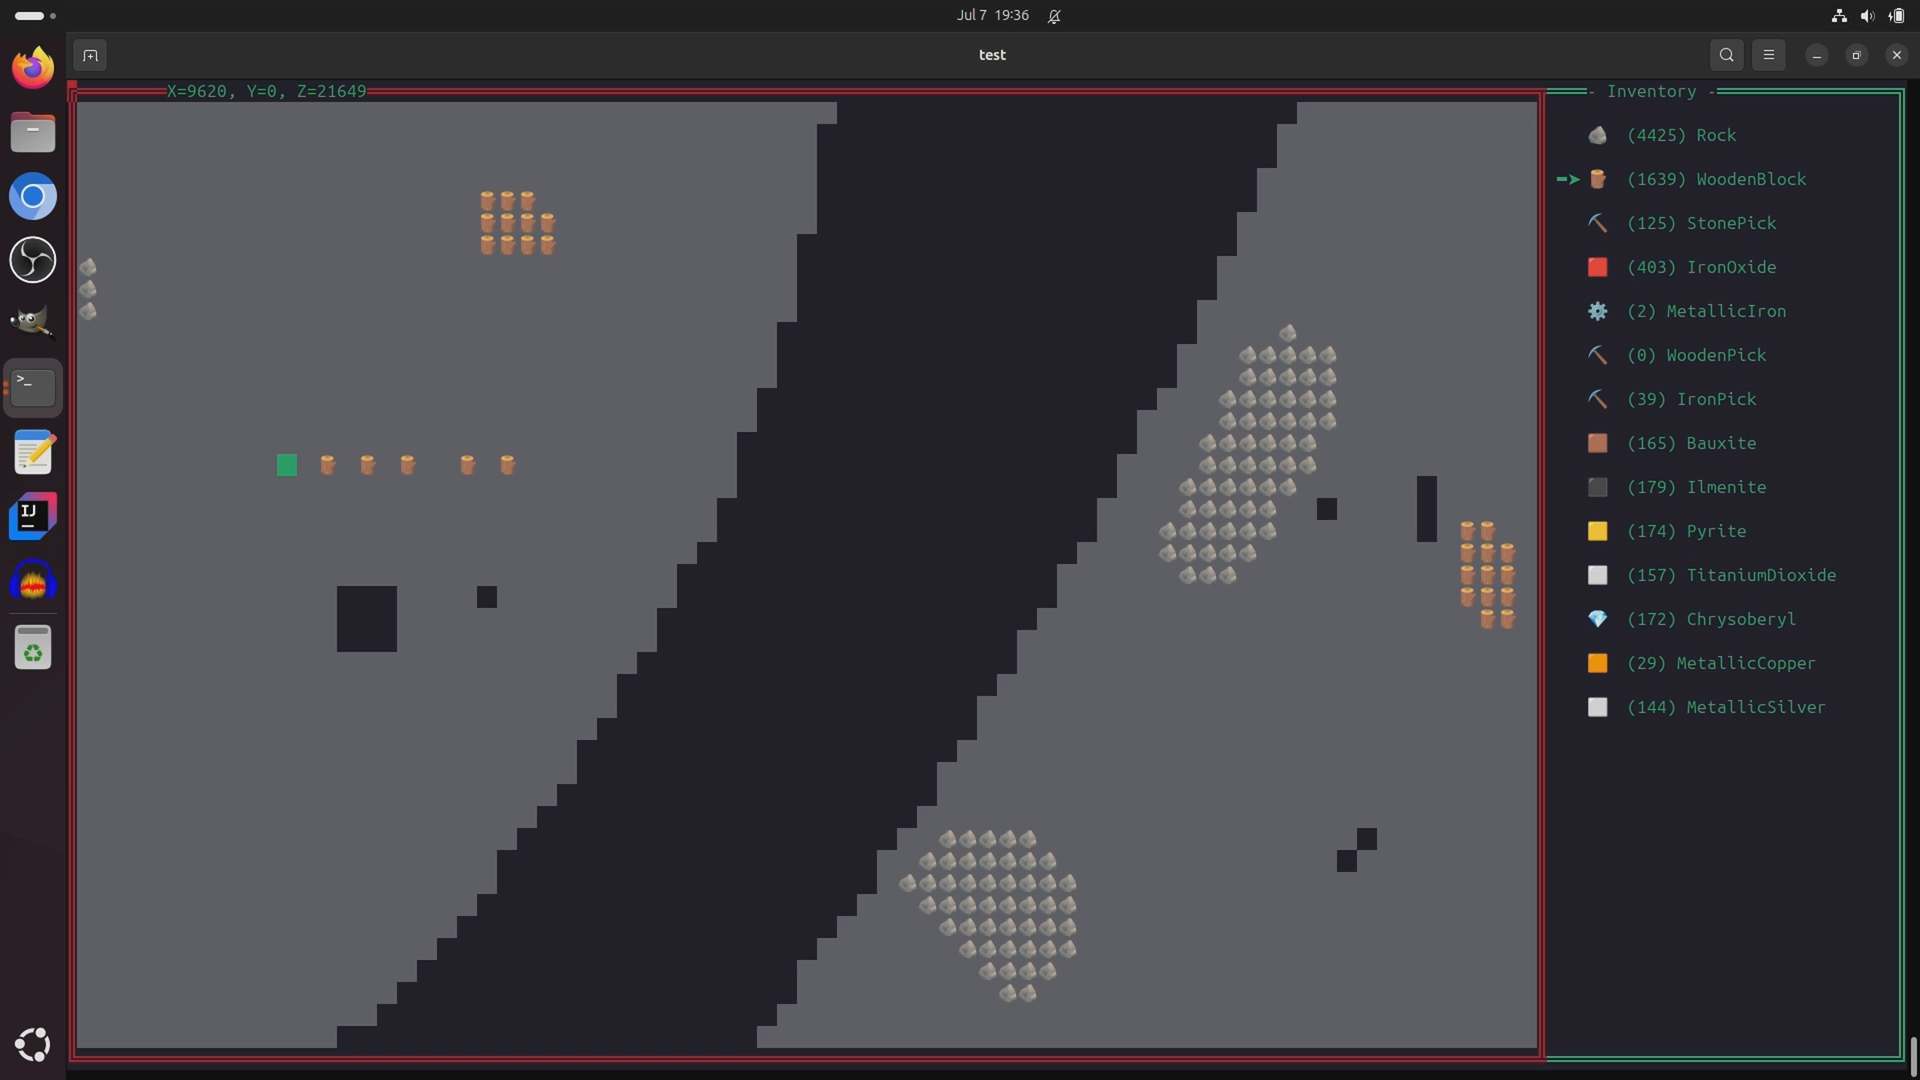 Jul 7 19:36
test
X=9620, Y=0, Z=21649
- Inventory -
(4425) Rock
(1639) WoodenBlock
(125) StonePick
(403) IronOxide
(2) MetallicIron
(0) WoodenPick
(39) IronPick
(165) Bauxite
(179) Ilmenite
(174) Pyrite
(157) TitaniumDioxide
(172) Chrysoberyl
(29) MetallicCopper
(144) MetallicSilver
>_
IJ